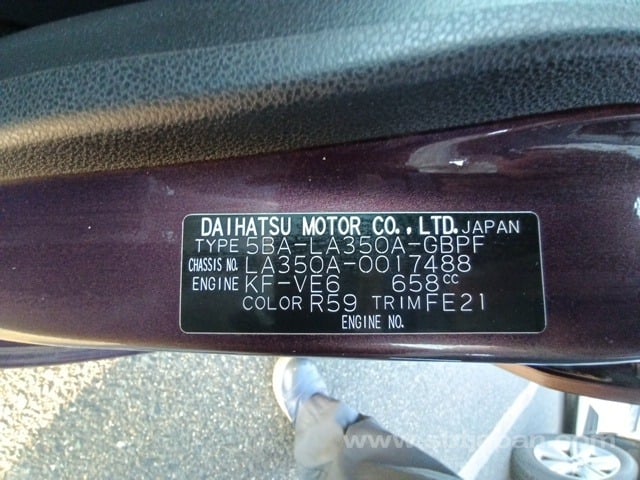 DAIHATSU MOTOR CO.,LTD. JAPAN
TYPE 5BA-LA350A-GBPF
CHASSIS NO. LA350A-0017488
ENGINE KF-VE6 658cc
COLOR R59 TRIM FE21
ENGINE NO.